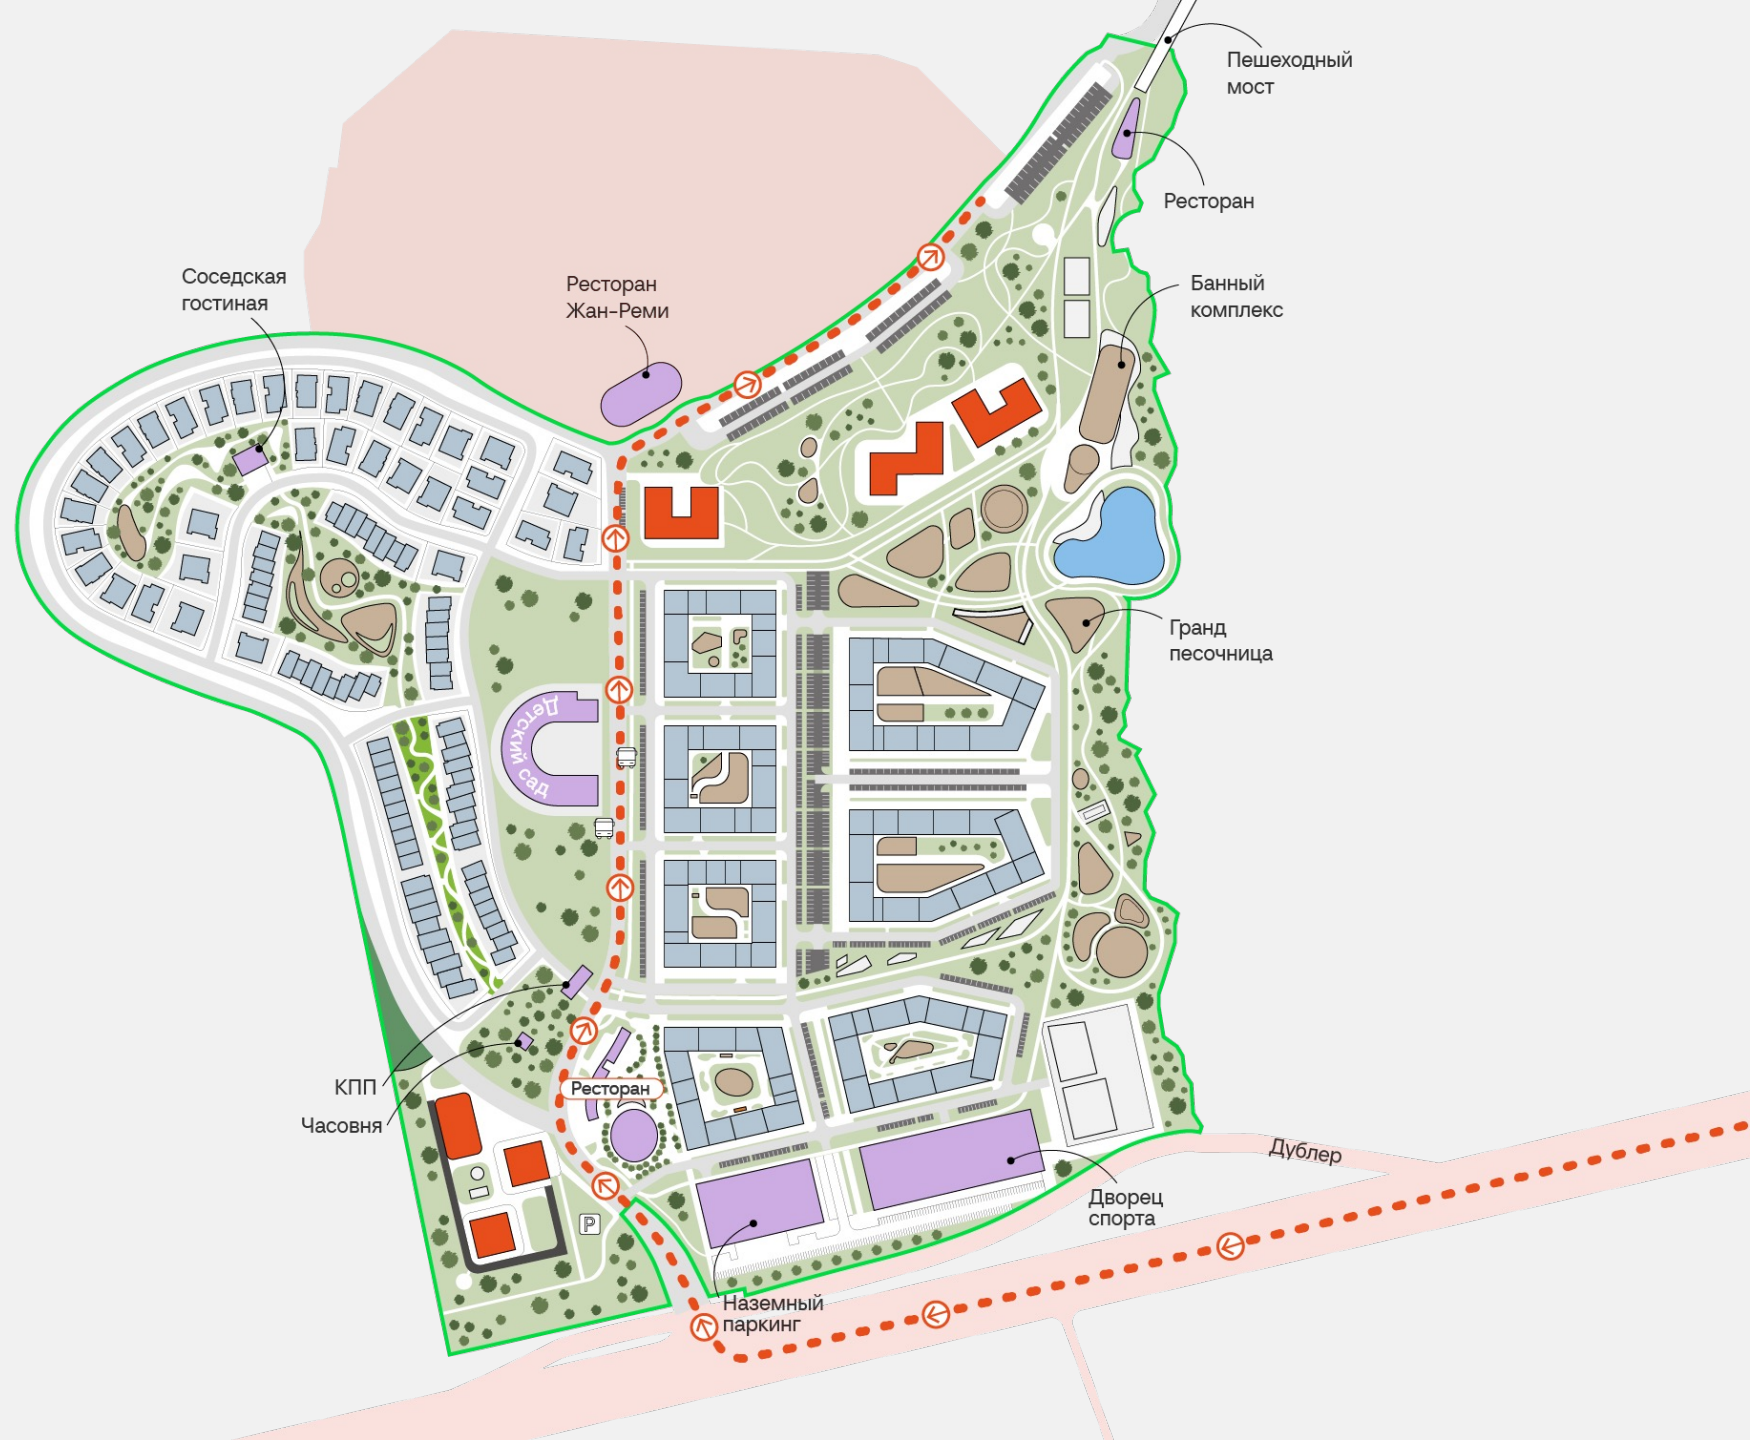 Пешеходный
мост
Ресторан
Соседская
гостиная
Ресторан
Жан-Реми
Банный
комплекс
Гранд
песочница
Детский сад
КПП
Ресторан
Часовня
Дублер
Дворец
спорта
P
Наземный
паркинг